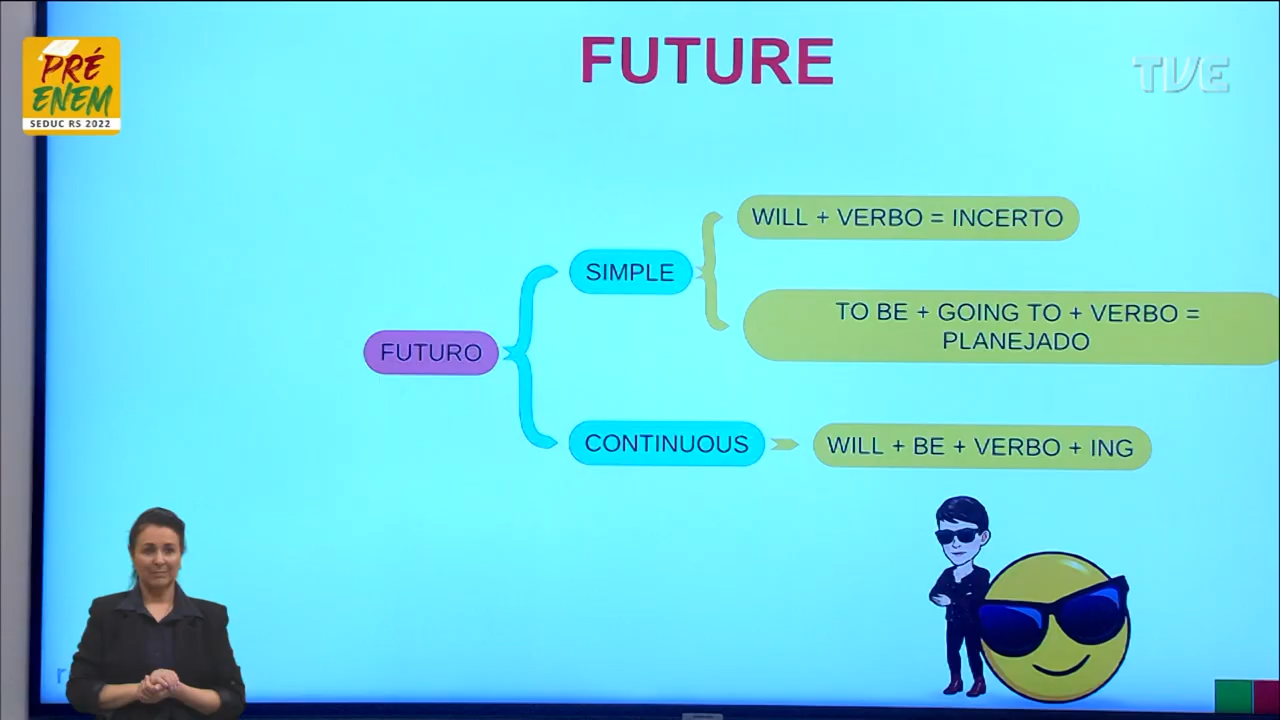 FUTURE
PRÉ
ENEM
SEDUC RS 2022
TVE
WILL + VERBO = INCERTO
SIMPLE
TO BE + GOING TO + VERBO =
PLANEJADO
FUTURO
CONTINUOUS
WILL + BE + VERBO + ING